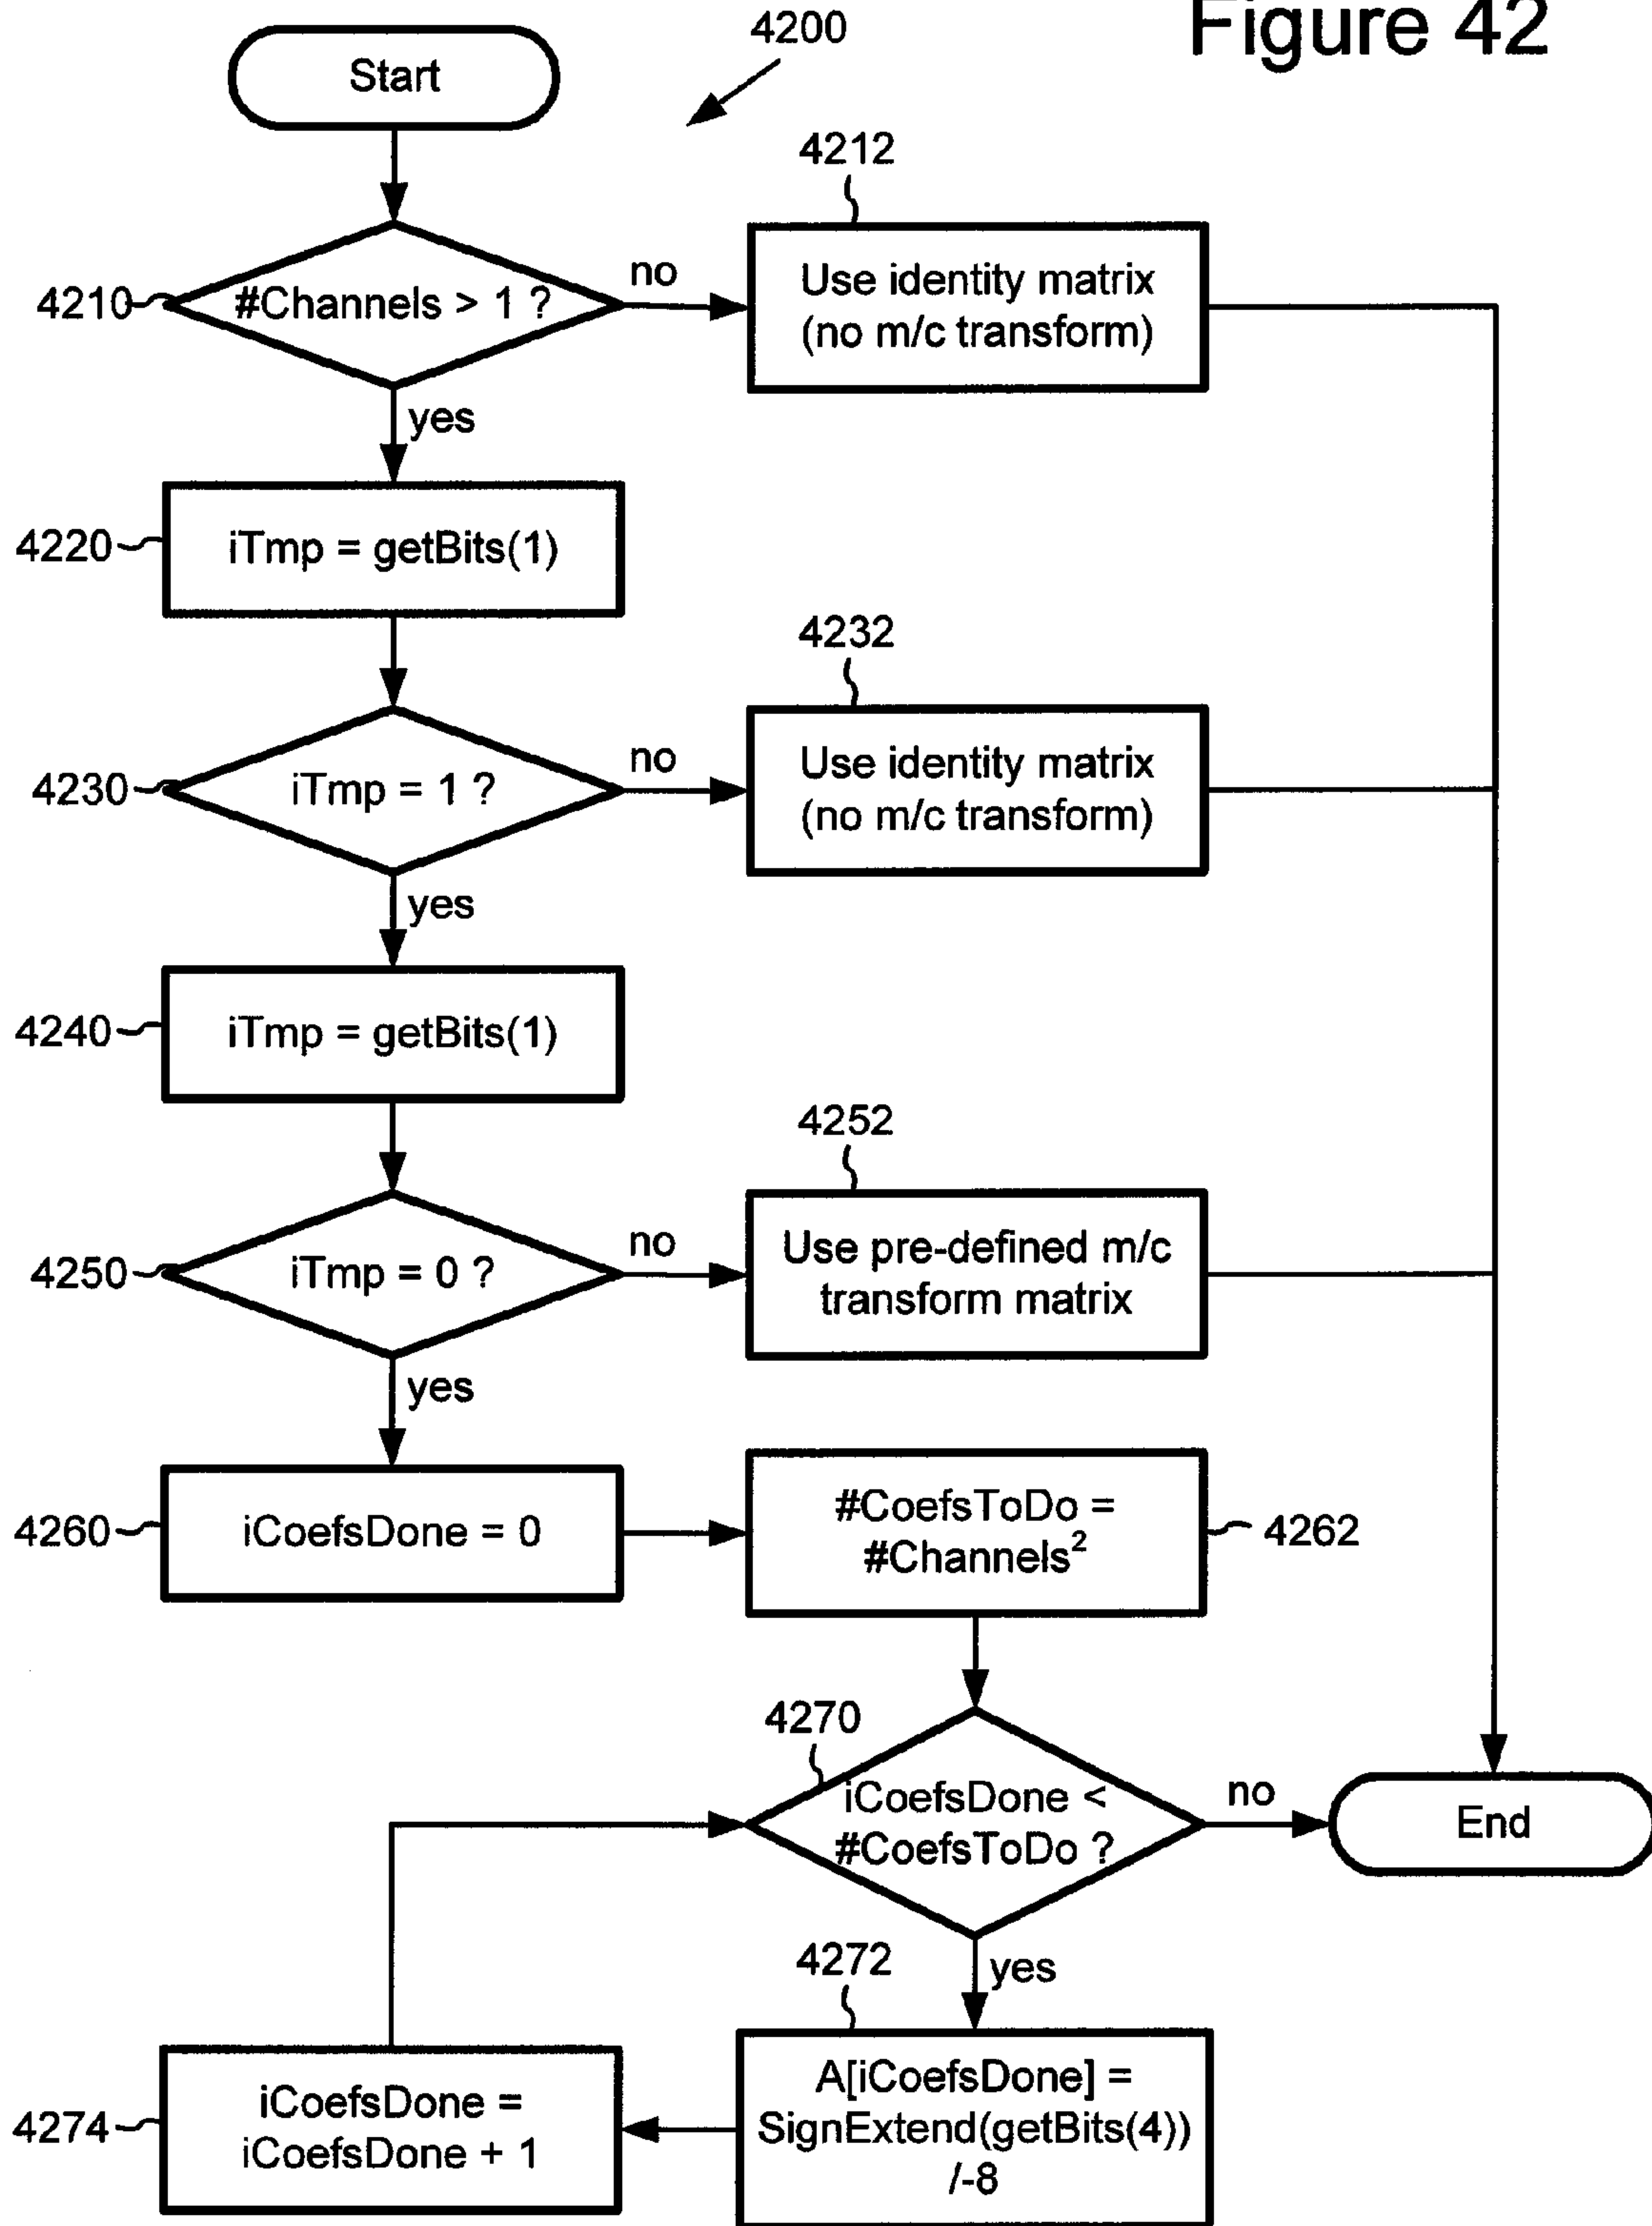 Figure 42
4200
Start
4212
4210
#Channels > 1 ?
no
Use identity matrix
(no m/c transform)
yes
4220
iTmp = getBits(1)
4232
4230
iTmp = 1 ?
no
Use identity matrix
(no m/c transform)
yes
4240
iTmp = getBits(1)
4252
4250
iTmp = 0 ?
no
Use pre-defined m/c
transform matrix
yes
4260
iCoefsDone = 0
#CoefsToDo =
#Channels²
4262
4270
iCoefsDone <
#CoefsToDo ?
no
End
yes
4272
A[iCoefsDone] =
SignExtend(getBits(4))
/-8
4274
iCoefsDone =
iCoefsDone + 1